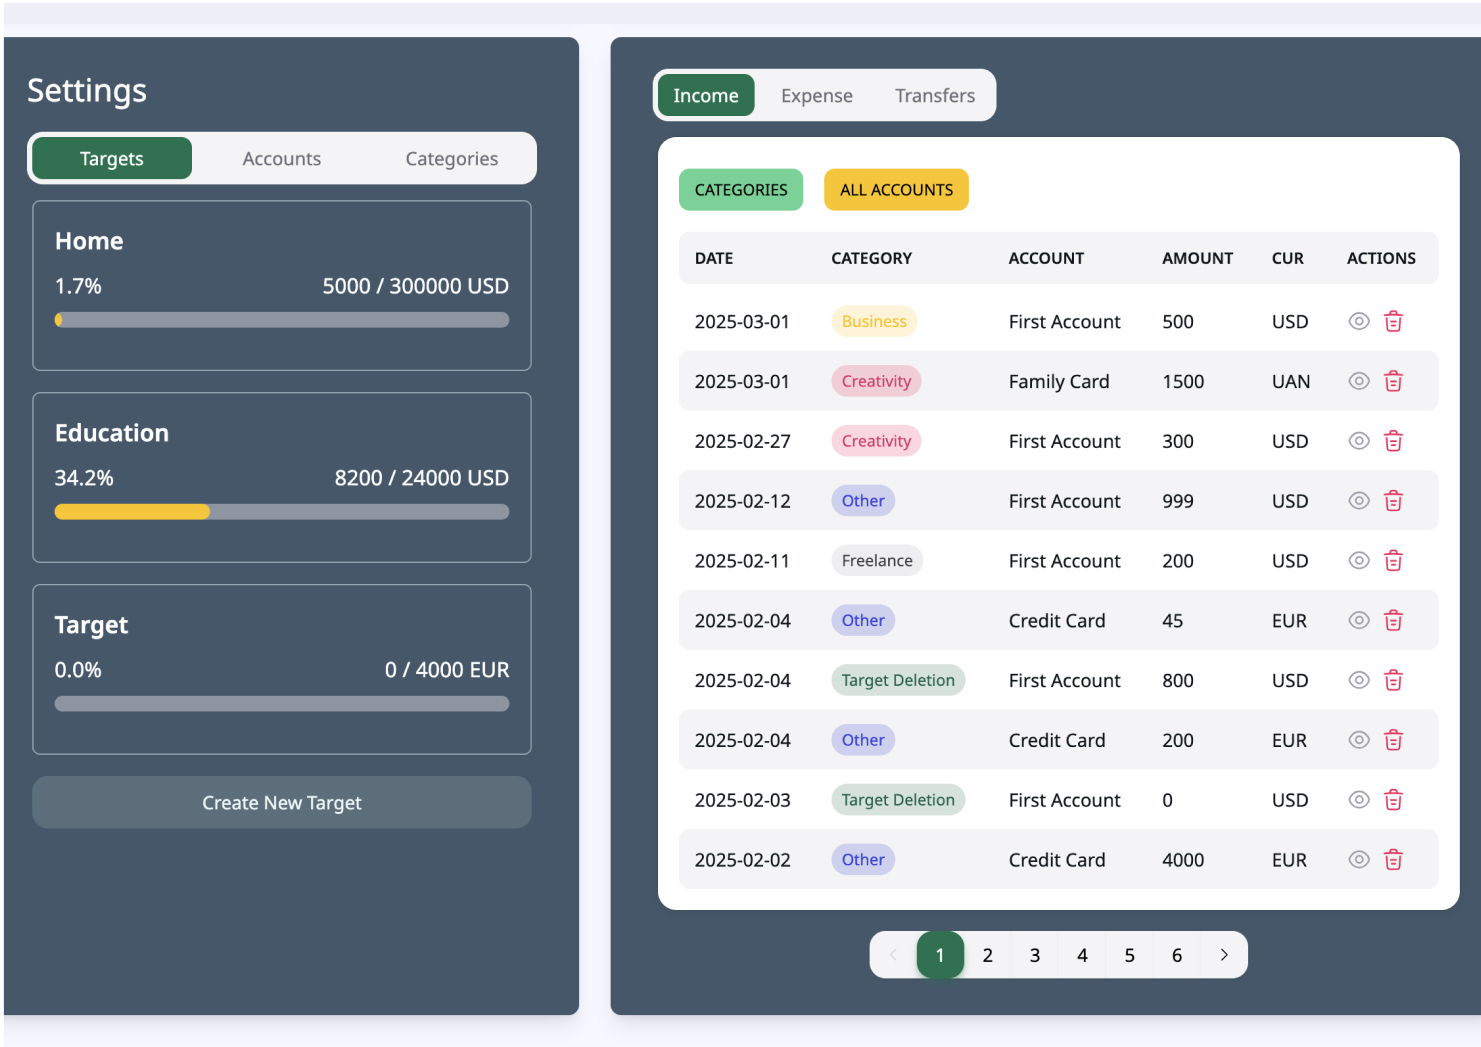 Settings
Targets Accounts Categories
Home
1.7% 5000 / 300000 USD
Education
34.2% 8200 / 24000 USD
Target
0.0% 0 / 4000 EUR
Create New Target
Income Expense Transfers
CATEGORIES ALL ACCOUNTS
DATE CATEGORY ACCOUNT AMOUNT CUR ACTIONS
2025-03-01 Business First Account 500 USD
2025-03-01 Creativity Family Card 1500 UAN
2025-02-27 Creativity First Account 300 USD
2025-02-12 Other First Account 999 USD
2025-02-11 Freelance First Account 200 USD
2025-02-04 Other Credit Card 45 EUR
2025-02-04 Target Deletion First Account 800 USD
2025-02-04 Other Credit Card 200 EUR
2025-02-03 Target Deletion First Account 0 USD
2025-02-02 Other Credit Card 4000 EUR
1 2 3 4 5 6